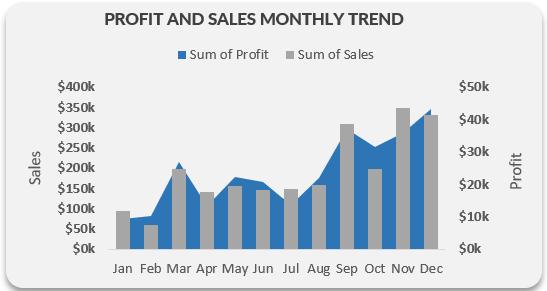 PROFIT AND SALES MONTHLY TREND
Sum of Profit Sum of Sales
$400k $50k
$350k
$300k $40k
$250k
$200k $30k
$150k $20k
$100k
$50k $10k
$0k $0k
Sales
Profit
Jan Feb Mar Apr May Jun Jul Aug Sep Oct Nov Dec